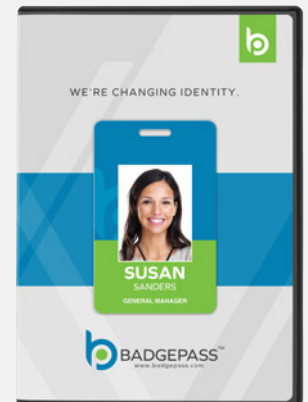 WE'RE CHANGING IDENTITY.
SUSAN
SANDERS
GENERAL MANAGER
BADGEPASS™
www.badgepass.com